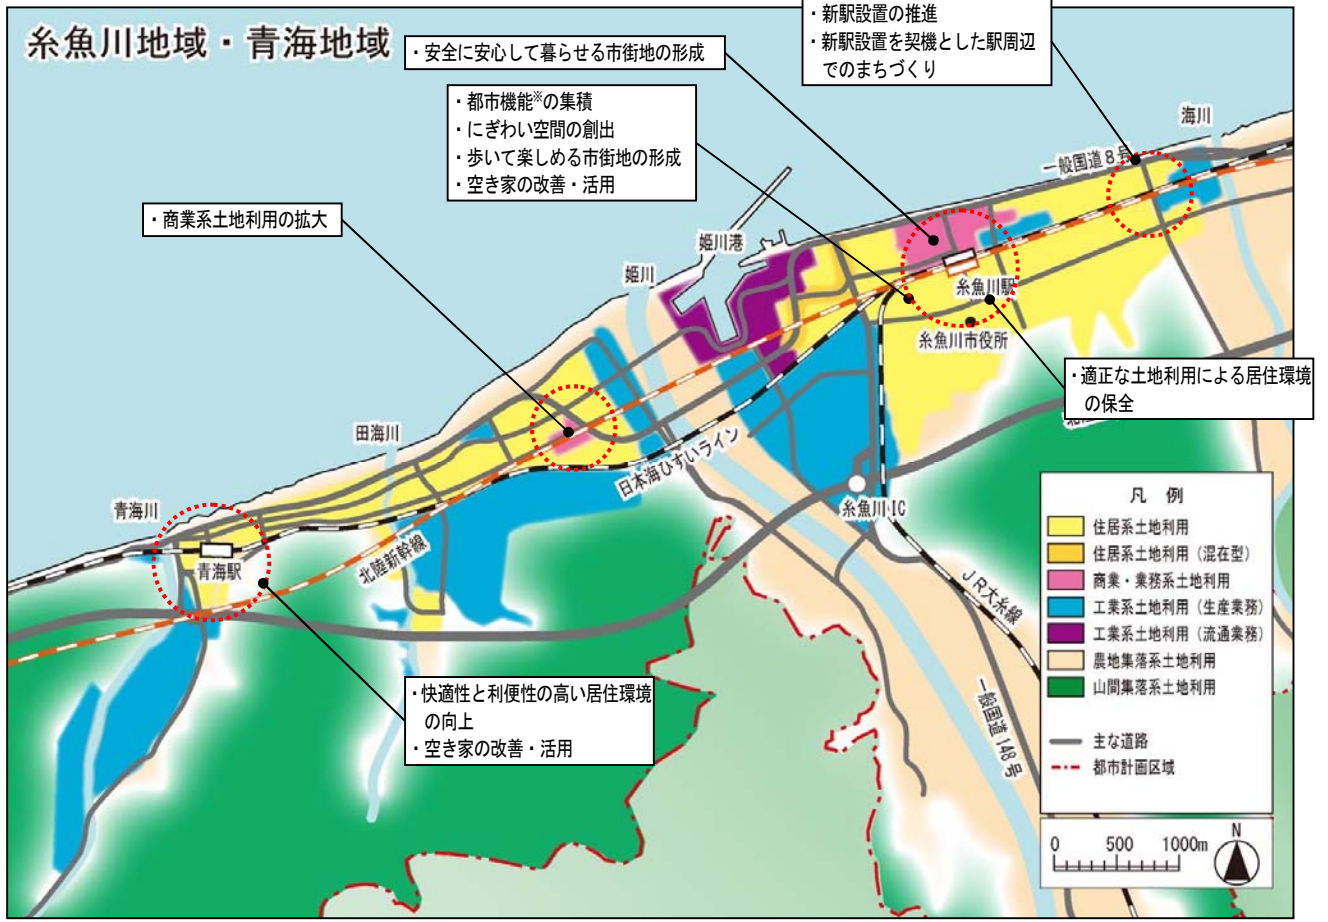 糸魚川地域・青海地域
・新駅設置の推進
・新駅設置を契機とした駅周辺
でのまちづくり
・安全に安心して暮らせる市街地の形成
・都市機能※の集積
・にぎわい空間の創出
・歩いて楽しめる市街地の形成
・空き家の改善・活用
・商業系土地利用の拡大
海川
一般国道8号
姫川港
姫川
糸魚川駅
糸魚川市役所
・適正な土地利用による居住環境
の保全
田海川
日本海ひすいライン
糸魚川IC
青海川
青海駅
北陸新幹線
JR大糸線
一般国道148号
・快適性と利便性の高い居住環境
の向上
・空き家の改善・活用
凡 例
住居系土地利用
住居系土地利用（混在型）
商業・業務系土地利用
工業系土地利用（生産業務）
工業系土地利用（流通業務）
農地集落系土地利用
山間集落系土地利用
主な道路
都市計画区域
0 500 1000m
N